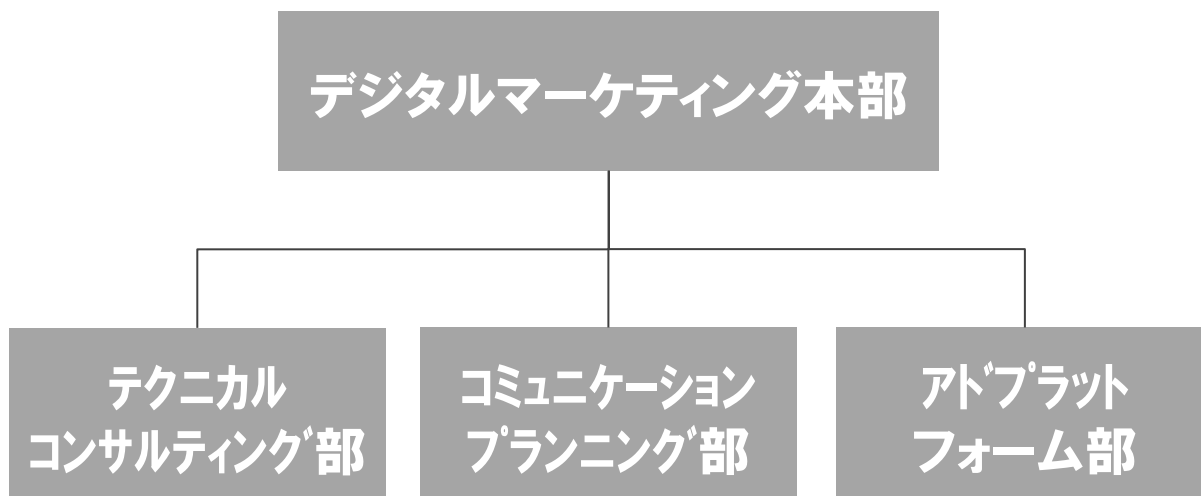 デジタルマーケティング本部
テクニカル
コンサルティング部
コミュニケーション
プランニング部
アドプラット
フォーム部